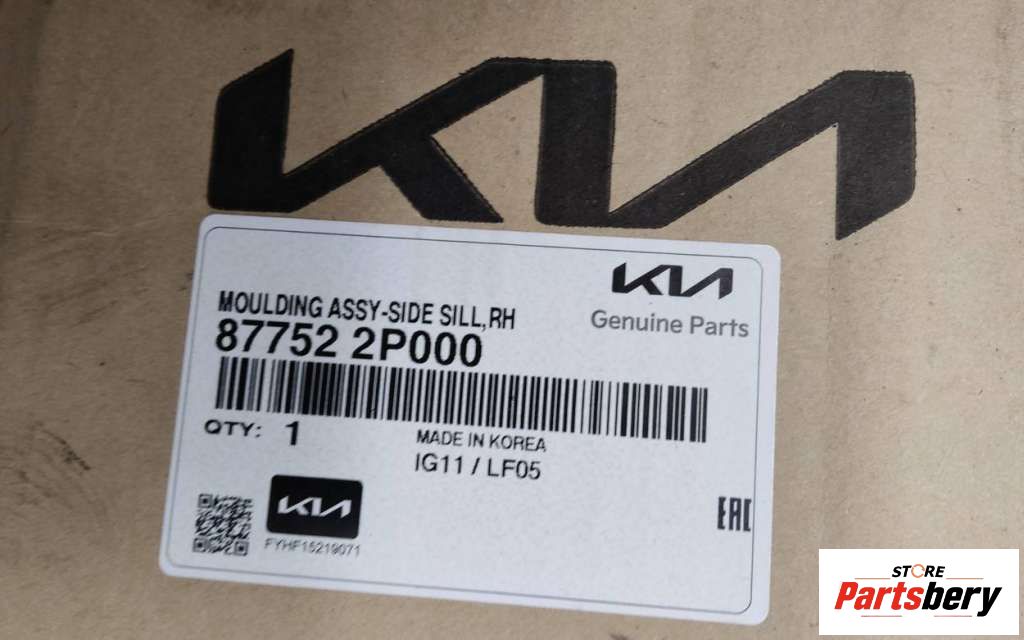 KIA
KIA
Genuine Parts
MOULDING ASSY-SIDE SILL,RH
87752 2P000
QTY: 1
MADE IN KOREA
IG11 / LF05
KIA
FYHF15219071
EAC
STORE
Partsbery